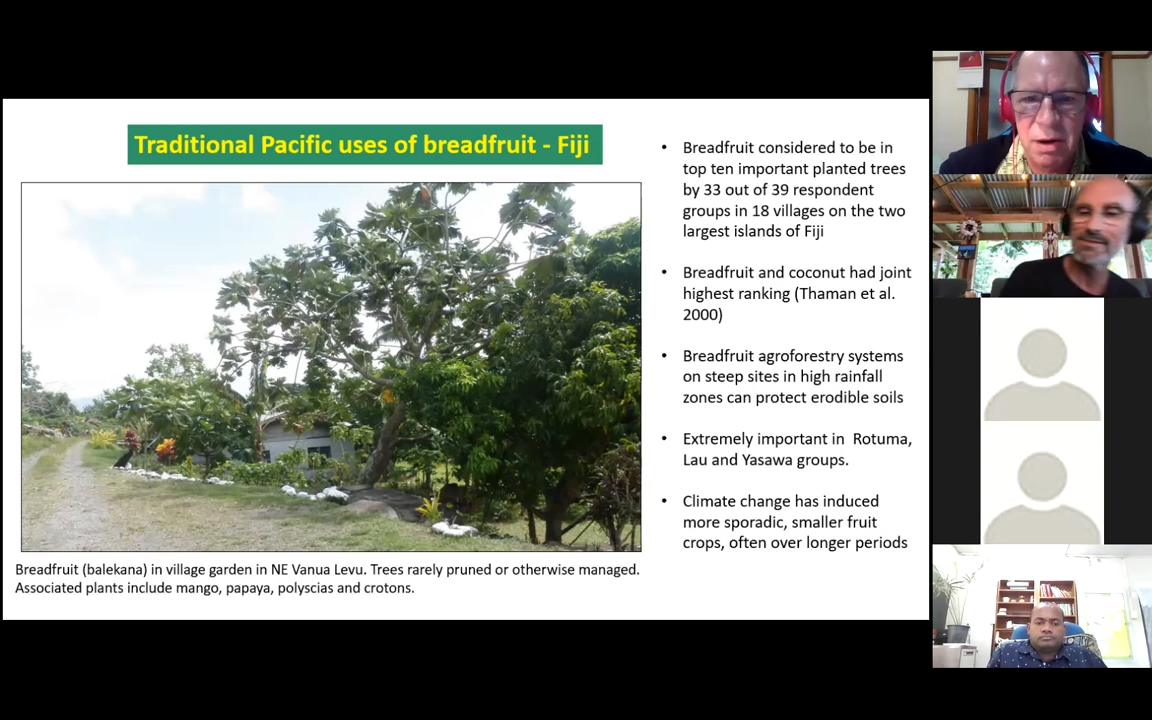 Traditional Pacific uses of breadfruit - Fiji
• Breadfruit considered to be in
top ten important planted trees
by 33 out of 39 respondent
groups in 18 villages on the two
largest islands of Fiji
• Breadfruit and coconut had joint
highest ranking (Thaman et al.
2000)
• Breadfruit agroforestry systems
on steep sites in high rainfall
zones can protect erodible soils
• Extremely important in  Rotuma,
Lau and Yasawa groups.
• Climate change has induced
more sporadic, smaller fruit
crops, often over longer periods
Breadfruit (balekana) in village garden in NE Vanua Levu. Trees rarely pruned or otherwise managed.
Associated plants include mango, papaya, polyscias and crotons.